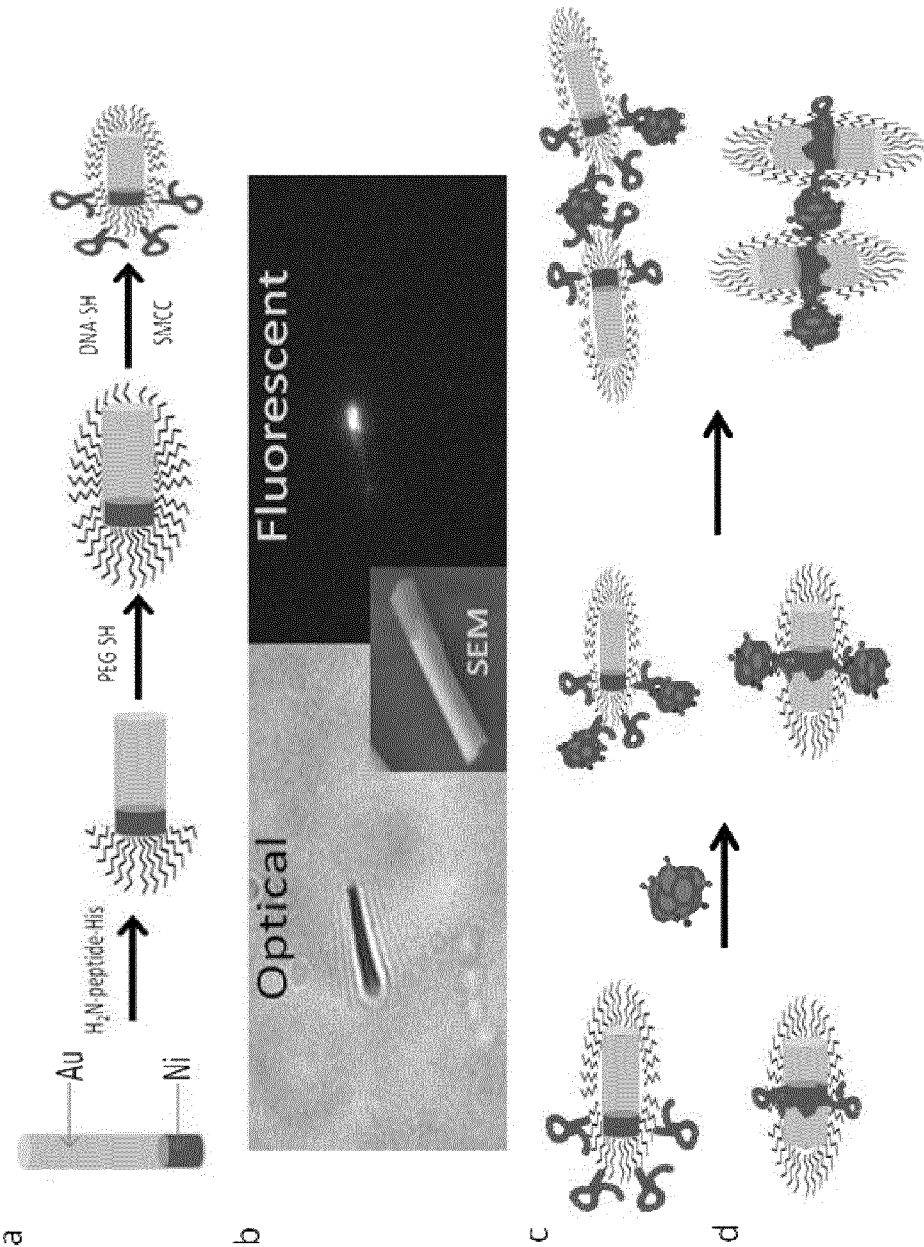 a
Au
Ni
H₂N-peptide-His
PEG SH
DNA SH
SMCC
b
Optical
Fluorescent
SEM
c
d